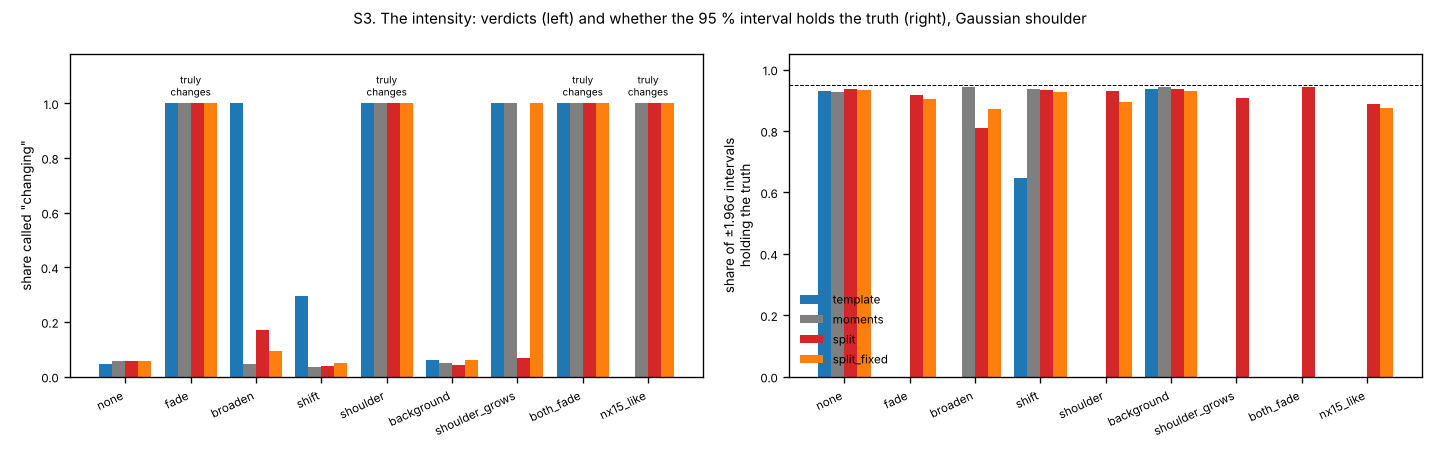 S3. The intensity: verdicts (left) and whether the 95 % interval holds the truth (right), Gaussian shoulder
share called "changing"
1.0
0.8
0.6
0.4
0.2
0.0
truly
changes
truly
changes
truly
changes
truly
changes
none
fade
broaden
shift
shoulder
background
shoulder_grows
both_fade
nx15_like
share of ±1.96σ intervals
holding the truth
1.0
0.8
0.6
0.4
0.2
0.0
template
moments
split
split_fixed
none
fade
broaden
shift
shoulder
background
shoulder_grows
both_fade
nx15_like